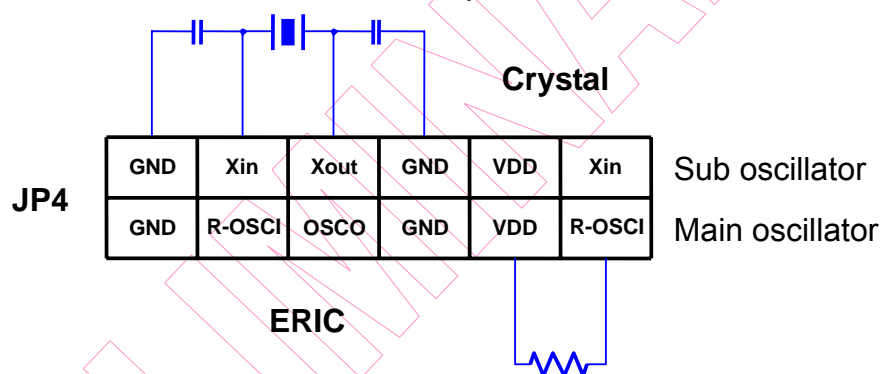 Crystal
GND Xin Xout GND VDD Xin Sub oscillator
JP4
GND R-OSCI OSCO GND VDD R-OSCI Main oscillator
ERIC